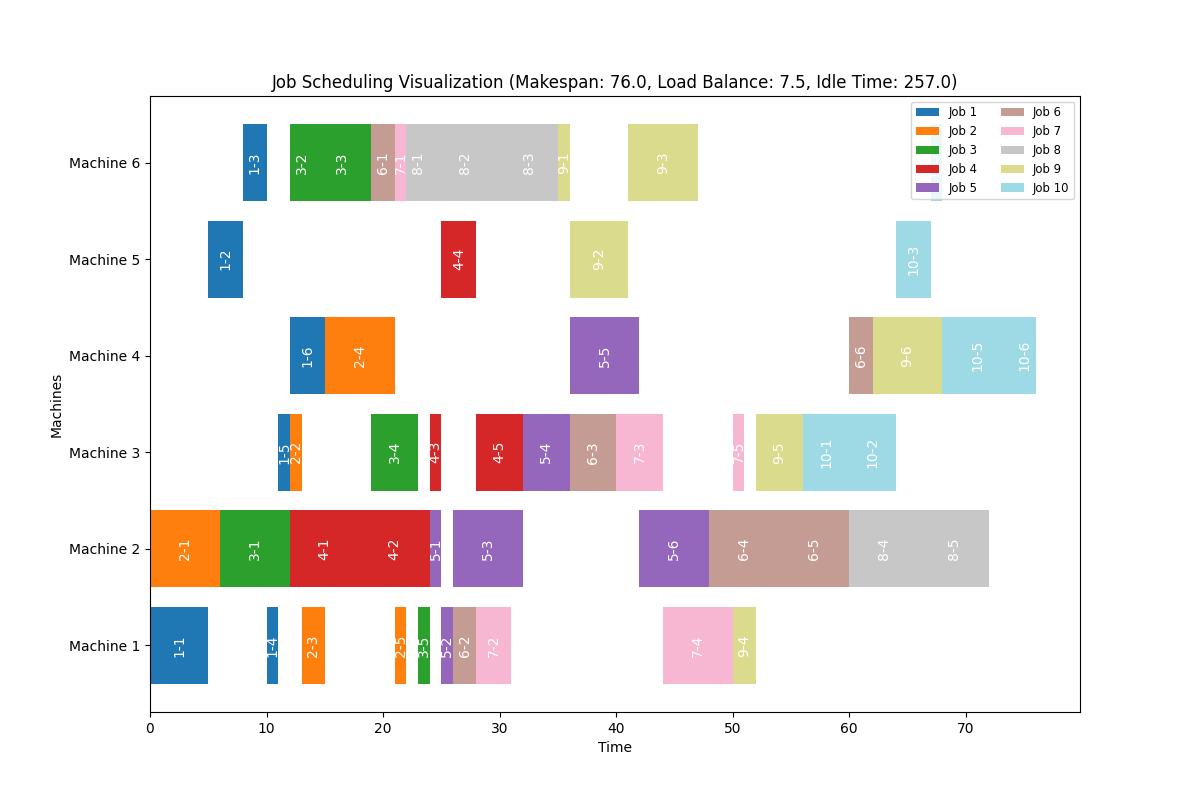 Job Scheduling Visualization (Makespan: 76.0, Load Balance: 7.5, Idle Time: 257.0)
Job 1 Job 6
Job 2 Job 7
Job 3 Job 8
Job 4 Job 9
Job 5 Job 10
Machine 6 1-3 3-2 3-3 6-1 7-1 8-1 8-2 8-3 9-1 9-3
Machine 5 1-2 4-4 9-2 10-3
Machine 4 1-6 2-4 5-5 6-6 9-6 10-5 10-6
Machine 3 1-5 2-2 3-4 4-3 4-5 5-4 6-3 7-3 7-5 9-5 10-1 10-2
Machine 2 2-1 3-1 4-1 4-2 5-1 5-3 5-6 6-4 6-5 8-4 8-5
Machine 1 1-1 1-4 2-3 2-5 3-5 5-2 6-2 7-2 7-4 9-4
Machines
0 10 20 30 40 50 60 70
Time